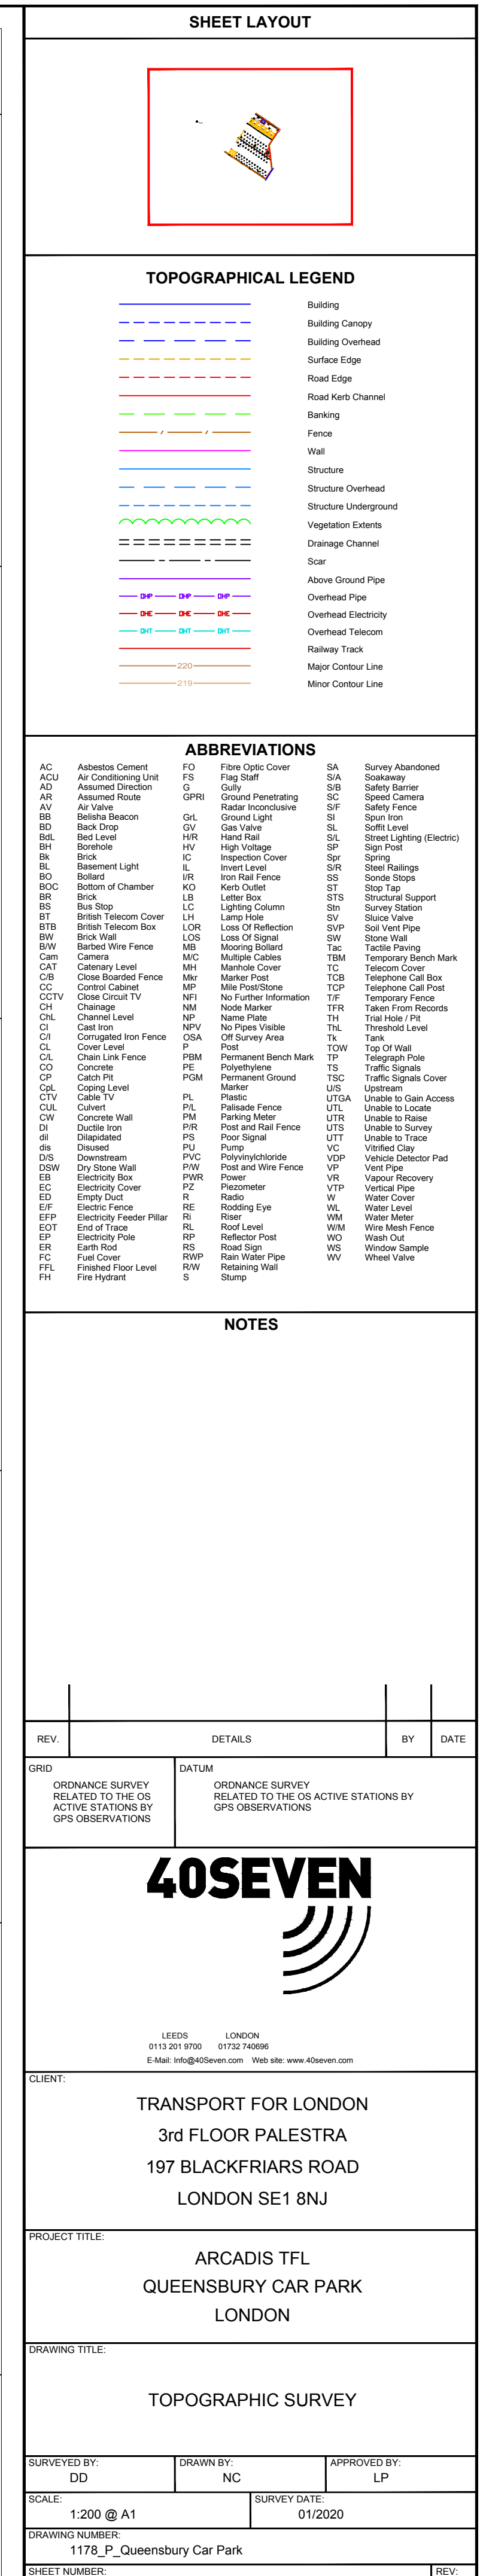 SHEET LAYOUT
TOPOGRAPHICAL LEGEND
Building
Building Canopy
Building Overhead
Surface Edge
Road Edge
Road Kerb Channel
Banking
Fence
Wall
Structure
Structure Overhead
Structure Underground
Vegetation Extents
Drainage Channel
Scar
Above Ground Pipe
OHP OHP OHP Overhead Pipe
OHE OHE OHE Overhead Electricity
OHT OHT OHT Overhead Telecom
Railway Track
220 Major Contour Line
219 Minor Contour Line
ABBREVIATIONS
AC Asbestos Cement
ACU Air Conditioning Unit
AD Assumed Direction
AR Assumed Route
AV Air Valve
BB Belisha Beacon
BD Back Drop
BdL Bed Level
BH Borehole
Bk Brick
BL Basement Light
BO Bollard
BOC Bottom of Chamber
BR Brick
BS Bus Stop
BT British Telecom Cover
BTB British Telecom Box
BW Brick Wall
B/W Barbed Wire Fence
Cam Camera
CAT Catenary Level
C/B Close Boarded Fence
CC Control Cabinet
CCTV Close Circuit TV
CH Chainage
ChL Channel Level
CI Cast Iron
C/I Corrugated Iron Fence
CL Cover Level
C/L Chain Link Fence
CO Concrete
CP Catch Pit
CpL Coping Level
CTV Cable TV
CUL Culvert
CW Concrete Wall
DI Ductile Iron
dil Dilapidated
dis Disused
D/S Downstream
DSW Dry Stone Wall
EB Electricity Box
EC Electricity Cover
ED Empty Duct
E/F Electric Fence
EFP Electricity Feeder Pillar
EOT End of Trace
EP Electricity Pole
ER Earth Rod
FC Fuel Cover
FFL Finished Floor Level
FH Fire Hydrant
FO Fibre Optic Cover
FS Flag Staff
G Gully
GPRI Ground Penetrating
Radar Inconclusive
GrL Ground Light
GV Gas Valve
H/R Hand Rail
HV High Voltage
IC Inspection Cover
IL Invert Level
I/R Iron Rail Fence
KO Kerb Outlet
LB Letter Box
LC Lighting Column
LH Lamp Hole
LOR Loss Of Reflection
LOS Loss Of Signal
MB Mooring Bollard
M/C Multiple Cables
MH Manhole Cover
Mkr Marker Post
MP Mile Post/Stone
NFI No Further Information
NM Node Marker
NP Name Plate
NPV No Pipes Visible
OSA Off Survey Area
P Post
PBM Permanent Bench Mark
PE Polyethylene
PGM Permanent Ground
Marker
PL Plastic
P/L Palisade Fence
PM Parking Meter
P/R Post and Rail Fence
PS Poor Signal
PU Pump
PVC Polyvinylchloride
P/W Post and Wire Fence
PWR Power
PZ Piezometer
R Radio
RE Rodding Eye
Ri Riser
RL Roof Level
RP Reflector Post
RS Road Sign
RWP Rain Water Pipe
R/W Retaining Wall
S Stump
SA Survey Abandoned
S/A Soakaway
S/B Safety Barrier
SC Speed Camera
S/F Safety Fence
SI Spun Iron
SL Soffit Level
S/L Street Lighting (Electric)
SP Sign Post
Spr Spring
S/R Steel Railings
SS Sonde Stops
ST Stop Tap
STS Structural Support
Stn Survey Station
SV Sluice Valve
SVP Soil Vent Pipe
SW Stone Wall
Tac Tactile Paving
TBM Temporary Bench Mark
TC Telecom Cover
TCB Telephone Call Box
TCP Telephone Call Post
T/F Temporary Fence
TFR Taken From Records
TH Trial Hole / Pit
ThL Threshold Level
Tk Tank
TOW Top Of Wall
TP Telegraph Pole
TS Traffic Signals
TSC Traffic Signals Cover
U/S Upstream
UTGA Unable to Gain Access
UTL Unable to Locate
UTR Unable to Raise
UTS Unable to Survey
UTT Unable to Trace
VC Vitrified Clay
VDP Vehicle Detector Pad
VP Vent Pipe
VR Vapour Recovery
VTP Vertical Pipe
W Water Cover
WL Water Level
WM Water Meter
W/M Wire Mesh Fence
WO Wash Out
WS Window Sample
WV Wheel Valve
NOTES
REV. DETAILS BY DATE
GRID
ORDNANCE SURVEY
RELATED TO THE OS
ACTIVE STATIONS BY
GPS OBSERVATIONS
DATUM
ORDNANCE SURVEY
RELATED TO THE OS ACTIVE STATIONS BY
GPS OBSERVATIONS
40SEVEN
LEEDS LONDON
0113 201 9700 01732 740696
E-Mail: Info@40Seven.com Web site: www.40seven.com
CLIENT:
TRANSPORT FOR LONDON
3rd FLOOR PALESTRA
197 BLACKFRIARS ROAD
LONDON SE1 8NJ
PROJECT TITLE:
ARCADIS TFL
QUEENSBURY CAR PARK
LONDON
DRAWING TITLE:
TOPOGRAPHIC SURVEY
SURVEYED BY: DRAWN BY: APPROVED BY:
DD NC LP
SCALE: SURVEY DATE:
1:200 @ A1 01/2020
DRAWING NUMBER:
1178_P_Queensbury Car Park
SHEET NUMBER: REV: